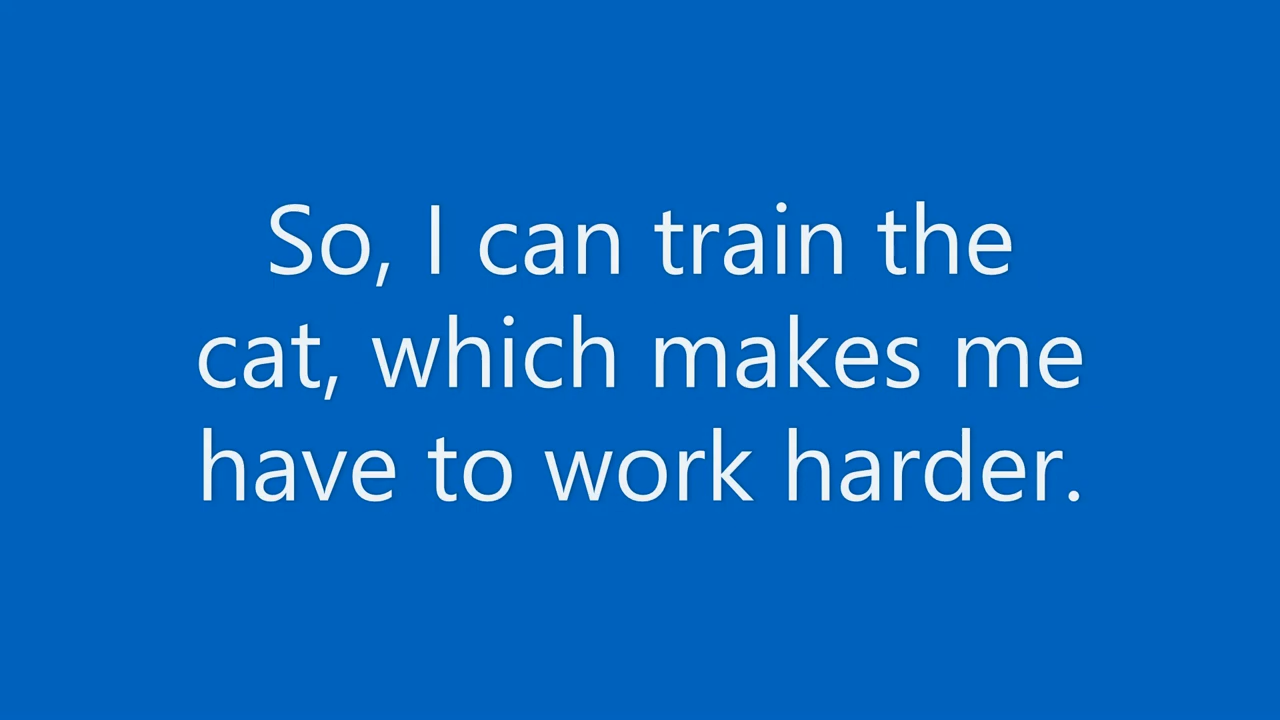 So, I can train the
cat, which makes me
have to work harder.